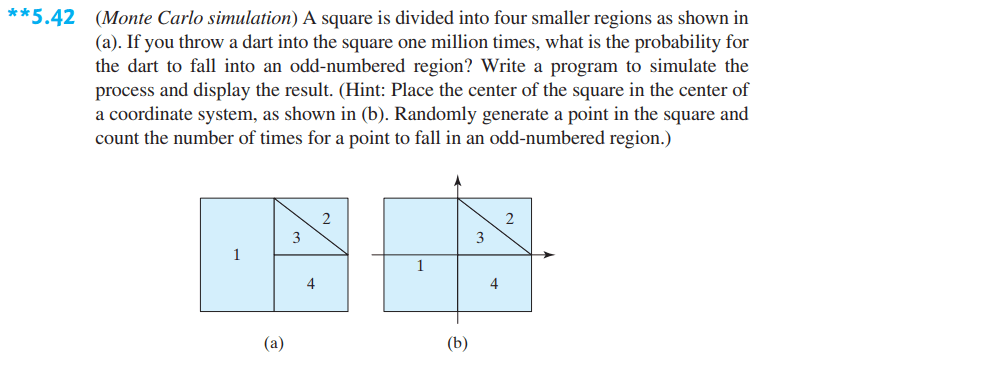 **5.42 (Monte Carlo simulation) A square is divided into four smaller regions as shown in
(a). If you throw a dart into the square one million times, what is the probability for
the dart to fall into an odd-numbered region? Write a program to simulate the
process and display the result. (Hint: Place the center of the square in the center of
a coordinate system, as shown in (b). Randomly generate a point in the square and
count the number of times for a point to fall in an odd-numbered region.)
2
3
1
4
(a)
2
3
1
4
(b)